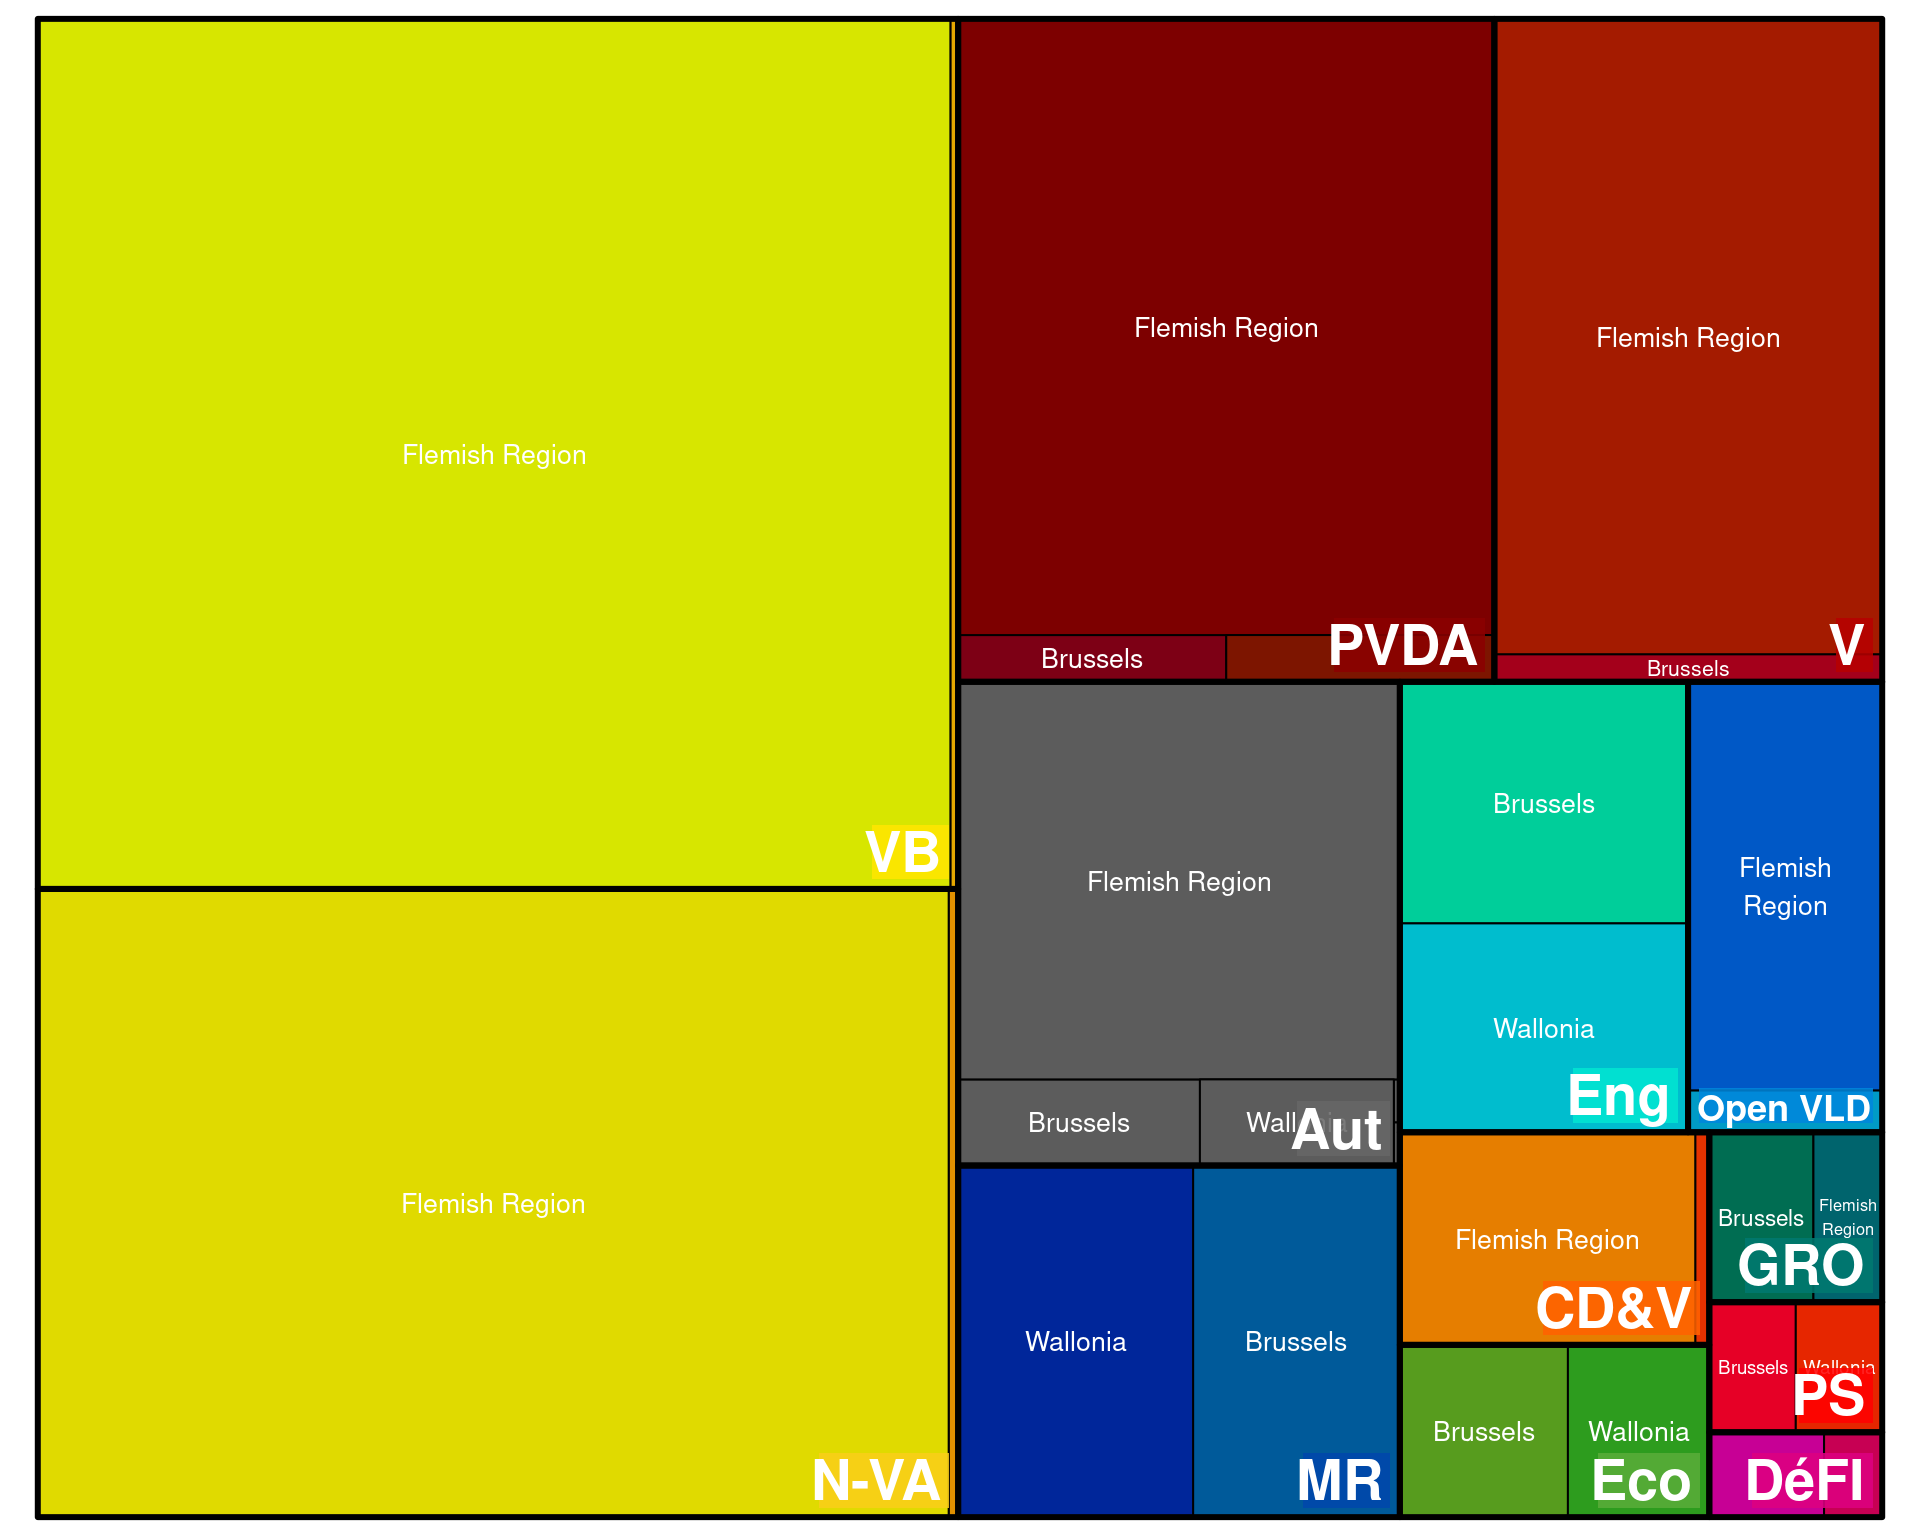 Flemish Region
VB
Flemish Region
N-VA
Flemish Region
Brussels
PVDA
Flemish Region
Brussels
V
Flemish Region
Brussels
Wallonia
Aut
Wallonia
Brussels
MR
Brussels
Wallonia
Eng
Flemish
Region
Open VLD
Flemish Region
CD&V
Brussels
Wallonia
Eco
Brussels
Flemish
Region
GRO
Brussels
Wallonia
PS
DéFI